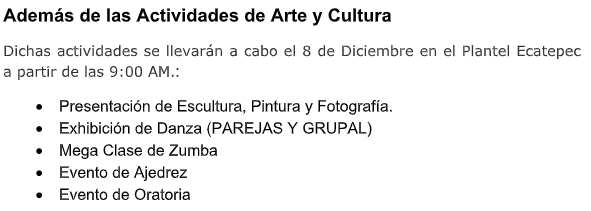 Además de las Actividades de Arte y Cultura
Dichas actividades se llevarán a cabo el 8 de Diciembre en el Plantel Ecatepec
a partir de las 9:00 AM.:
• Presentación de Escultura, Pintura y Fotografía.
• Exhibición de Danza (PAREJAS Y GRUPAL)
• Mega Clase de Zumba
• Evento de Ajedrez
• Evento de Oratoria